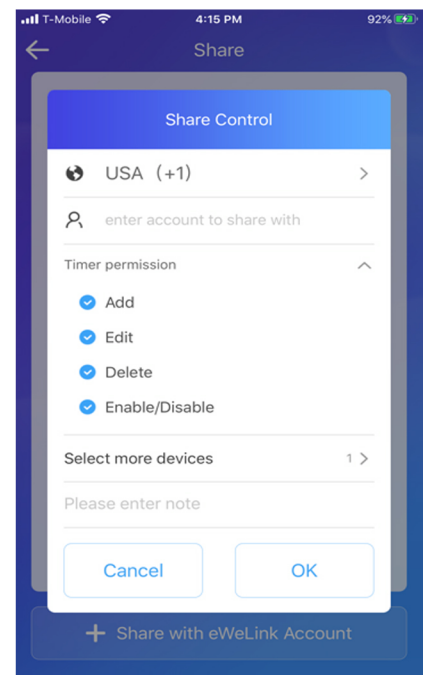 T-Mobile 4:15 PM 92%
Share
Share Control
USA (+1)
enter account to share with
Timer permission
Add
Edit
Delete
Enable/Disable
Select more devices 1
Please enter note
Cancel OK
+ Share with eWeLink Account